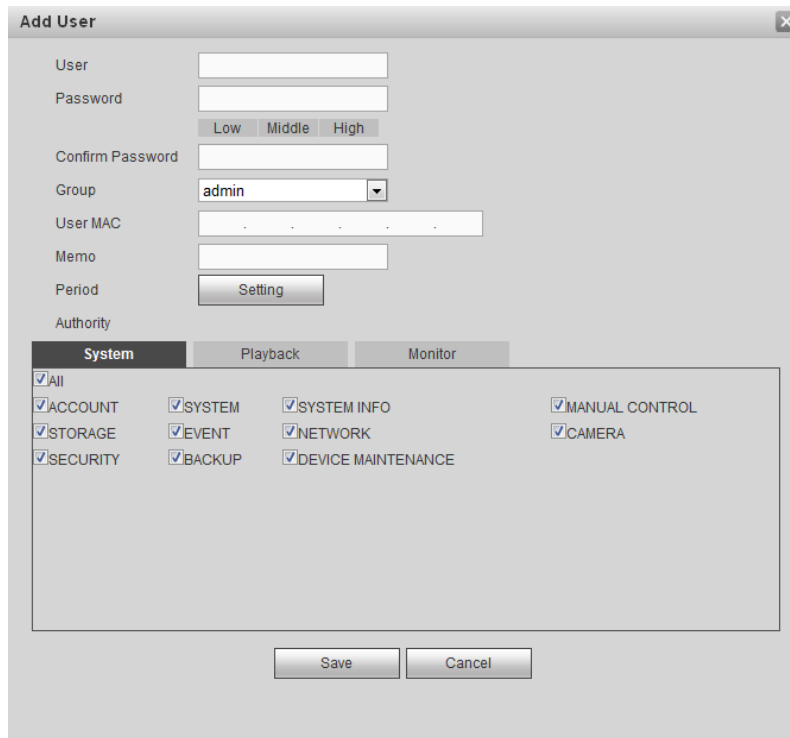 Add User
User
Password
Low Middle High
Confirm Password
Group admin
User MAC . . . . .
Memo
Period Setting
Authority
System Playback Monitor
All
ACCOUNT SYSTEM SYSTEM INFO MANUAL CONTROL
STORAGE EVENT NETWORK CAMERA
SECURITY BACKUP DEVICE MAINTENANCE
Save Cancel